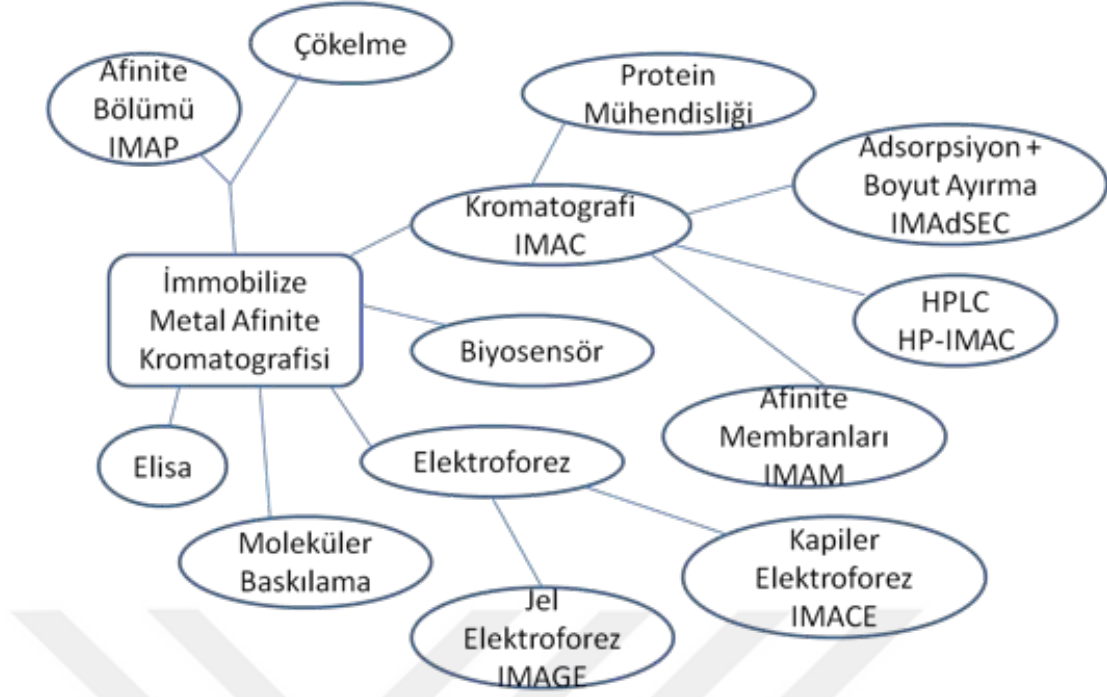 Çökelme
Afinite
Bölümü
IMAP
Protein
Mühendisliği
Adsorpsiyon +
Boyut Ayırma
IMAdSEC
Kromatografi
IMAC
İmmobilize
Metal Afinite
Kromatografisi
HPLC
HP-IMAC
Biyosensör
Afinite
Membranları
IMAM
Elisa
Elektroforez
Moleküler
Baskılama
Kapiler
Elektroforez
IMACE
Jel
Elektroforez
IMAGE